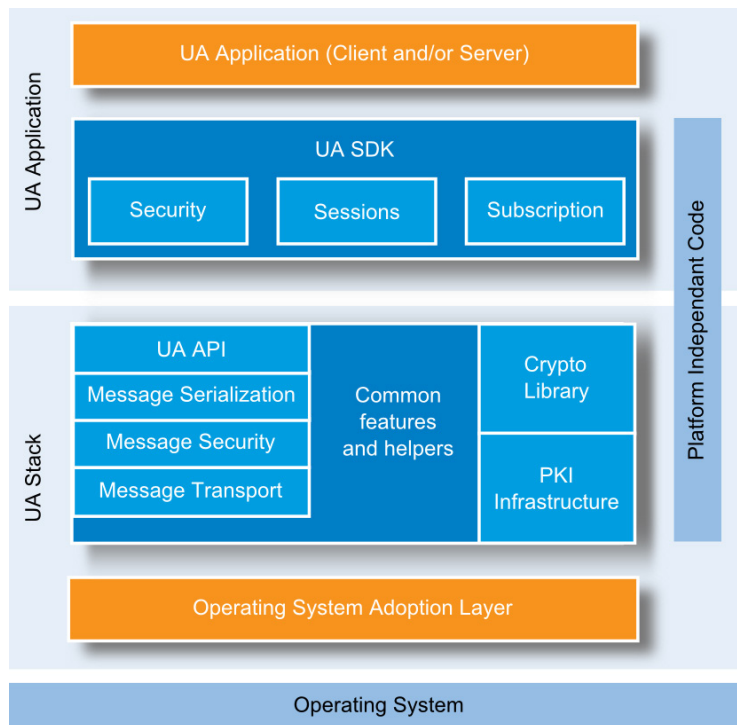 UA Application (Client and/or Server)
UA Application
UA SDK
Security
Sessions
Subscription
Platform Independant Code
UA Stack
UA API
Message Serialization
Message Security
Message Transport
Common
features
and helpers
Crypto
Library
PKI
Infrastructure
Operating System Adoption Layer
Operating System